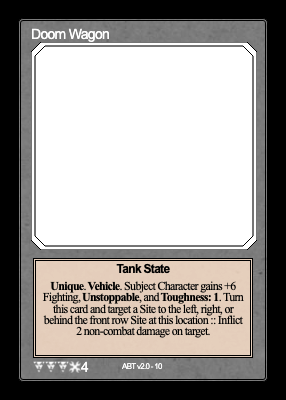 Doom Wagon
Tank State
Unique. Vehicle. Subject Character gains +6
Fighting, Unstoppable, and Toughness: 1. Turn
this card and target a Site to the left, right, or
behind the front row Site at this location :: Inflict
2 non-combat damage on target.
4
ABT v2.0 - 10